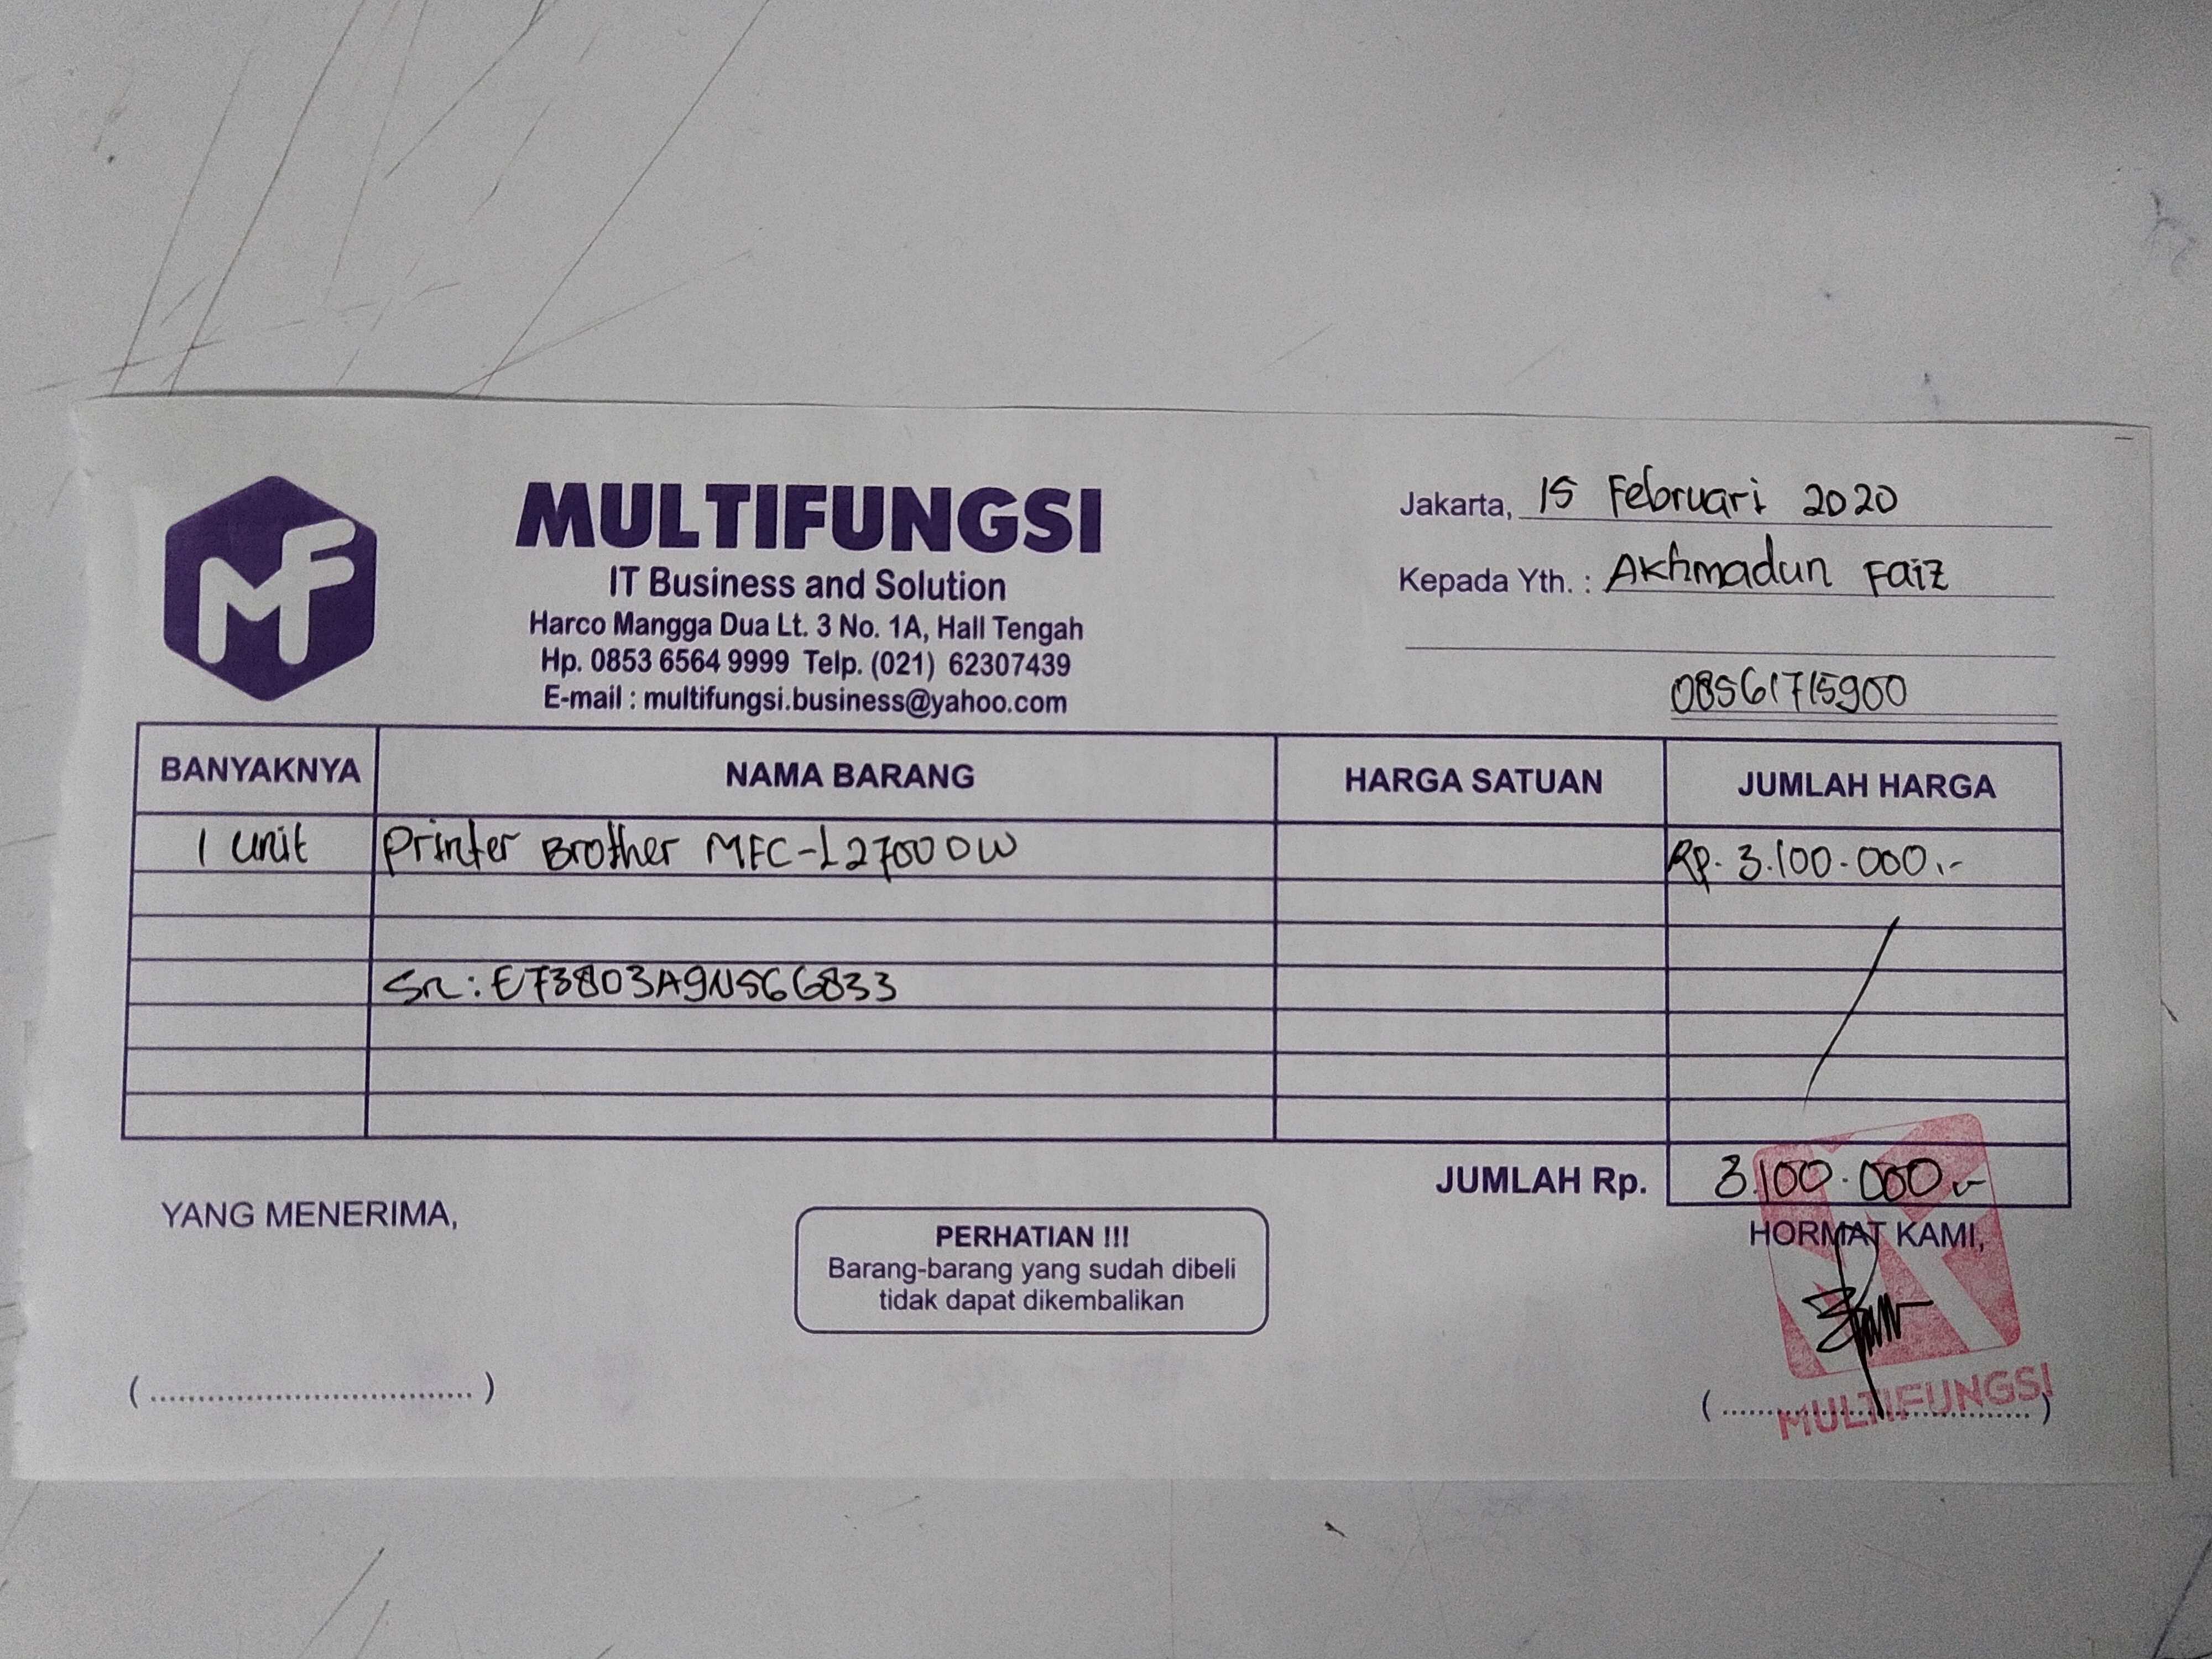 MF
MULTIFUNGSI
IT Business and Solution
Harco Mangga Dua Lt. 3 No. 1A, Hall Tengah
Hp. 0853 6564 9999 Telp. (021) 62307439
E-mail : multifungsi.business@yahoo.com
Jakarta, 15 Februari 2020
Kepada Yth. : Akhmadun Faiz
08561715900
BANYAKNYA NAMA BARANG HARGA SATUAN JUMLAH HARGA
1 unit Printer Brother MFC-L2700DW Rp. 3.100.000.-
Sn: E73803A9N566833
JUMLAH Rp. 3.100.000.-
YANG MENERIMA,
PERHATIAN !!!
Barang-barang yang sudah dibeli
tidak dapat dikembalikan
HORMAT KAMI,
(................................)
(................................)
MULTIFUNGSI